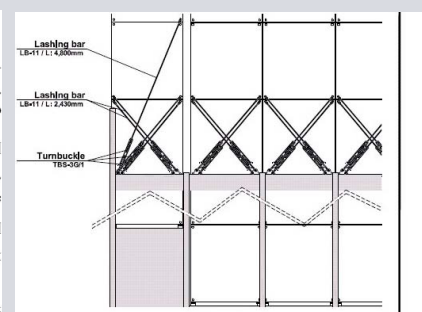 Lashing bar
LB-11 / L: 4,800mm
Lashing bar
LB-11 / L: 2,430mm
Turnbuckle
TBS-3G/1